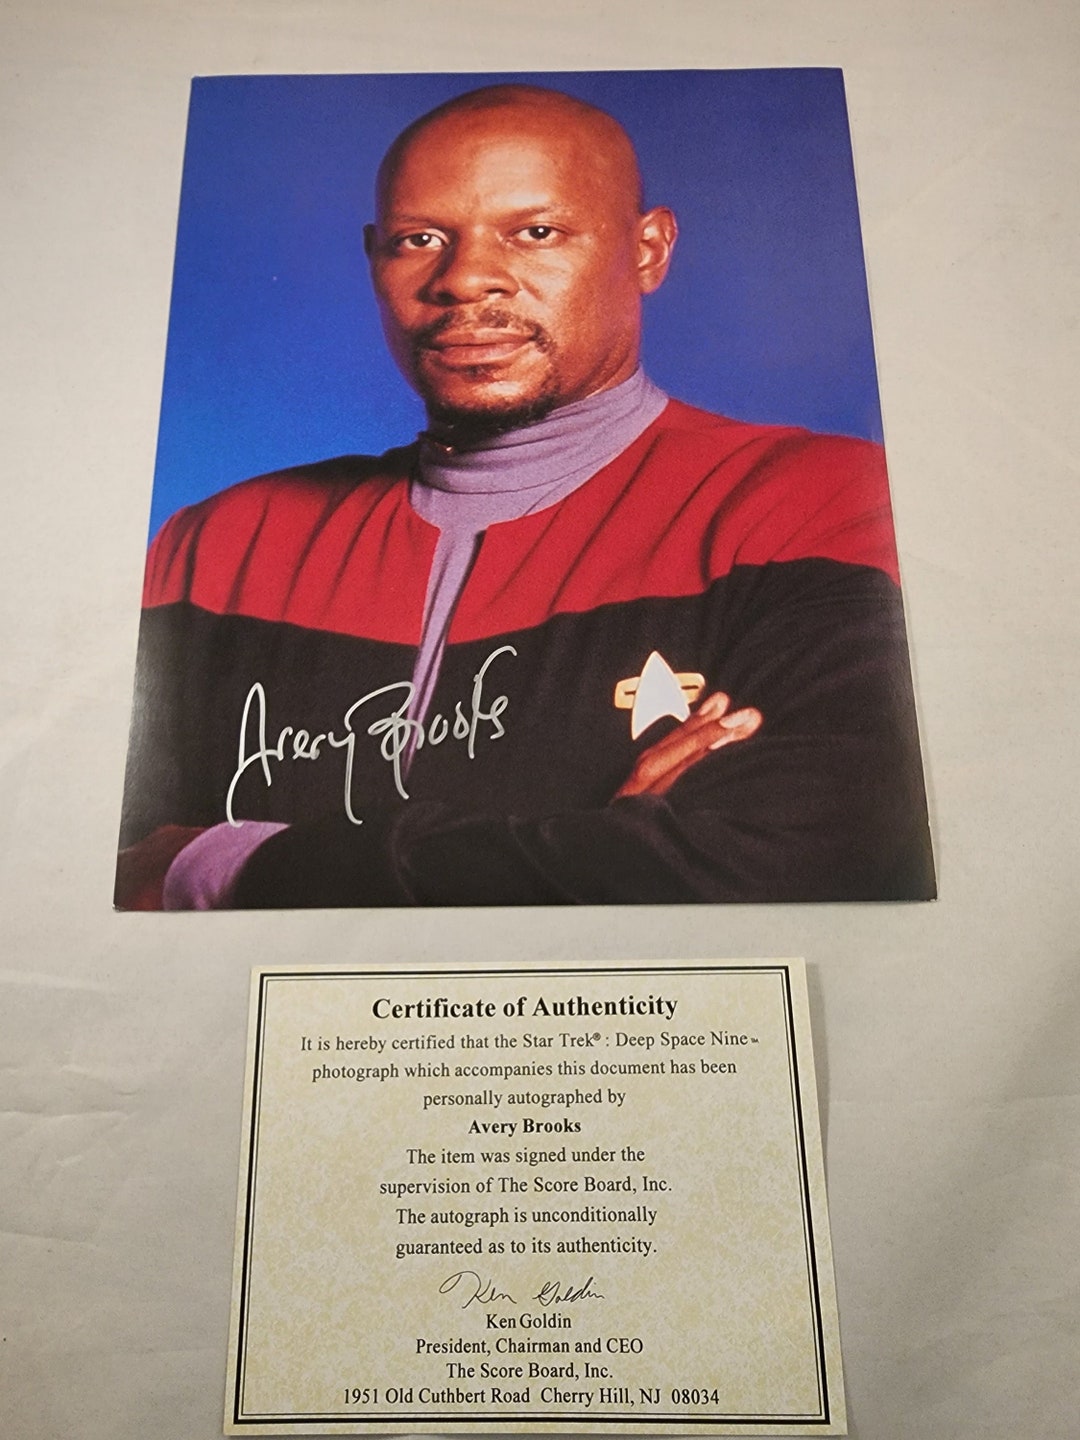 Avery Brooks
Certificate of Authenticity
It is hereby certified that the Star Trek® : Deep Space Nine™
photograph which accompanies this document has been
personally autographed by
Avery Brooks
The item was signed under the
supervision of The Score Board, Inc.
The autograph is unconditionally
guaranteed as to its authenticity.
Ken Goldin
Ken Goldin
President, Chairman and CEO
The Score Board, Inc.
1951 Old Cuthbert Road Cherry Hill, NJ 08034